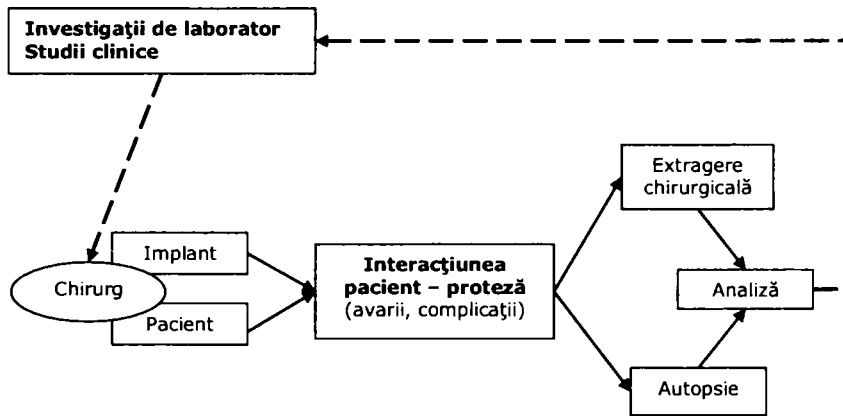 Investigaţii de laborator
Studii clinice
Extragere
chirurgicală
Implant
Chirurg
Pacient
Interacţiunea
pacient – proteză
(avarii, complicaţii)
Analiză
Autopsie